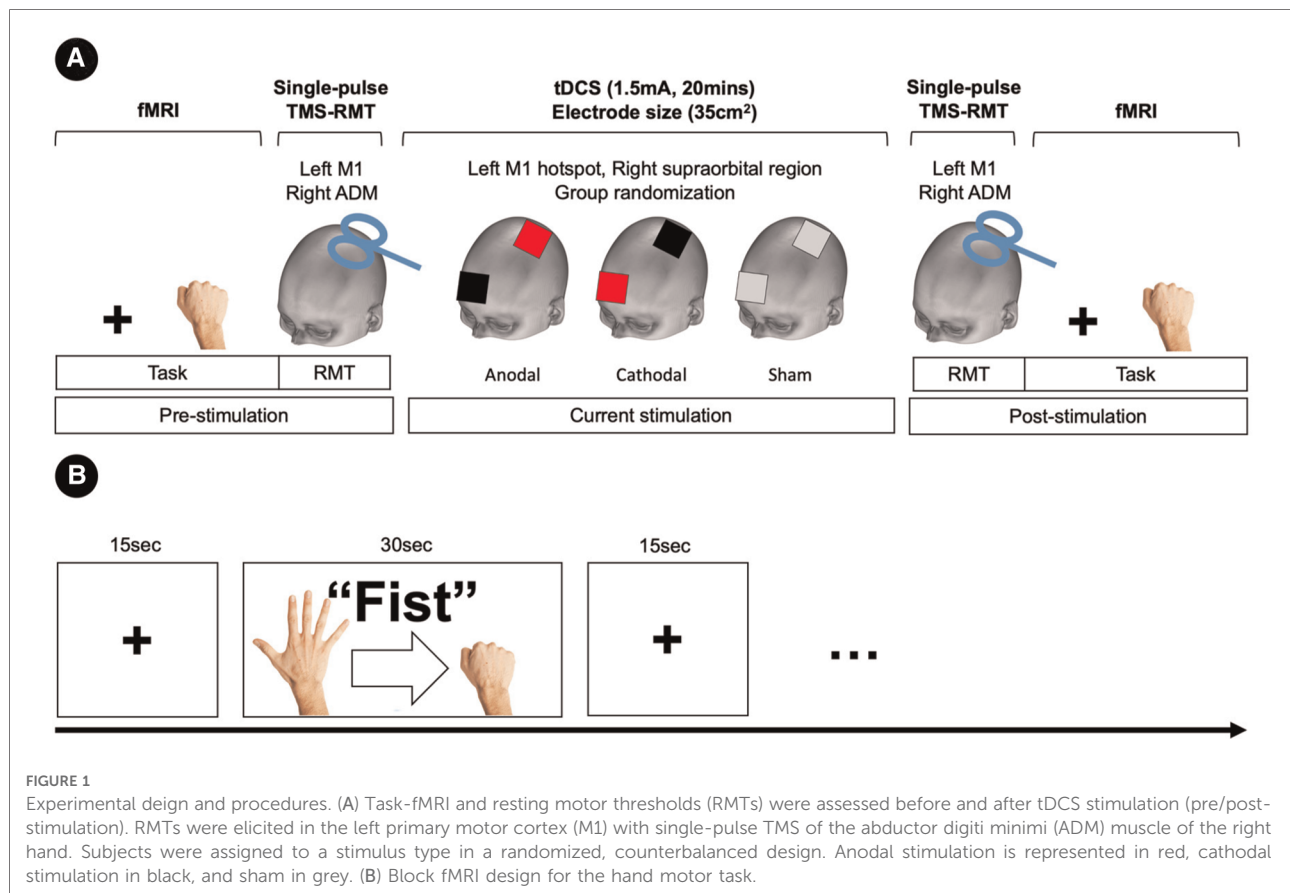 A
fMRI
Single-pulse
TMS-RMT
tDCS (1.5mA, 20mins)
Electrode size (35cm²)
Single-pulse
TMS-RMT
fMRI
Left M1
Right ADM
Left M1 hotspot, Right supraorbital region
Group randomization
Left M1
Right ADM
+
+
Task
RMT
Anodal
Cathodal
Sham
RMT
Task
Pre-stimulation
Current stimulation
Post-stimulation
B
15sec
30sec
15sec
+
“Fist”
+
...
FIGURE 1
Experimental deign and procedures. (A) Task-fMRI and resting motor thresholds (RMTs) were assessed before and after tDCS stimulation (pre/post-
stimulation). RMTs were elicited in the left primary motor cortex (M1) with single-pulse TMS of the abductor digiti minimi (ADM) muscle of the right
hand. Subjects were assigned to a stimulus type in a randomized, counterbalanced design. Anodal stimulation is represented in red, cathodal
stimulation in black, and sham in grey. (B) Block fMRI design for the hand motor task.